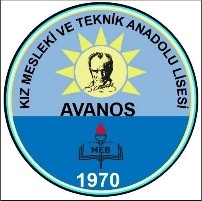 KIZ MESLEKİ VE TEKNİK ANADOLU LİSESİ
AVANOS
MEB
1970